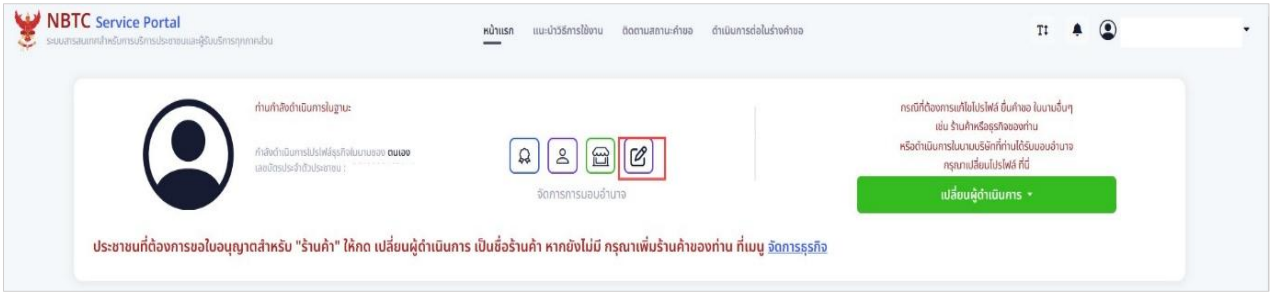 NBTC Service Portal
ระบบสารสนเทศสำหรับการบริการประชาชนและผู้รับบริการทุกภาคส่วน
หน้าแรก แนะนำวิธีการใช้งาน ติดตามสถานะคำขอ ดำเนินการต่อในร่างคำขอ
ท่านกำลังดำเนินการในฐานะ
กำลังดำเนินการโปรไฟล์ธุรกิจในนามของ ตนเอง
เลขบัตรประจำตัวประชาชน :
จัดการการมอบอำนาจ
กรณีที่ต้องการแก้ไขโปรไฟล์ ยื่นคำขอ ในนามอื่นๆ
เช่น ร้านค้าหรือธุรกิจของท่าน
หรือดำเนินการในนามบริษัทที่ท่านได้รับมอบอำนาจ
กรุณาเปลี่ยนโปรไฟล์ ที่นี่
เปลี่ยนผู้ดำเนินการ
ประชาชนที่ต้องการขอใบอนุญาตสำหรับ "ร้านค้า" ให้กด เปลี่ยนผู้ดำเนินการ เป็นชื่อร้านค้า หากยังไม่มี กรุณาเพิ่มร้านค้าของท่าน ที่เมนู จัดการธุรกิจ